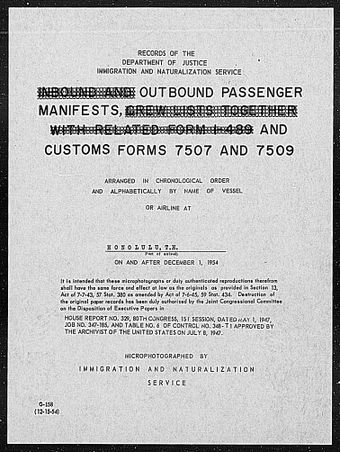 RECORDS OF THE
DEPARTMENT OF JUSTICE
IMMIGRATION AND NATURALIZATION SERVICE
INBOUND AND OUTBOUND PASSENGER
MANIFESTS, CREW LISTS TOGETHER
WITH RELATED FORM I-489 AND
CUSTOMS FORMS 7507 AND 7509
ARRANGED IN CHRONOLOGICAL ORDER
AND ALPHABETICALLY BY NAME OF VESSEL
OR AIRLINE AT
HONOLULU, T.H.
(Port of arrival)
ON AND AFTER DECEMBER 1, 1954
It is intended that these microphotographs or duly authenticated reproductions therefrom
shall have the same force and effect at law as the originals as provided in Section 13,
Act of 7-7-43, 57 Stat. 380 as amended by Act of 7-6-45, 59 Stat. 434. Destruction of
the original paper records has been duly authorized by the Joint Congressional Committee
on the Disposition of Executive Papers in
HOUSE REPORT NO. 329, 80TH CONGRESS, 1ST SESSION, DATED MAY 1, 1947,
JOB NO. 347-185, AND TABLE NO. 6 OF CONTROL NO. 348-T1 APPROVED BY
THE ARCHIVIST OF THE UNITED STATES ON JULY 8, 1947.
MICROPHOTOGRAPHED BY
IMMIGRATION AND NATURALIZATION
SERVICE
G-158
(12-15-54)